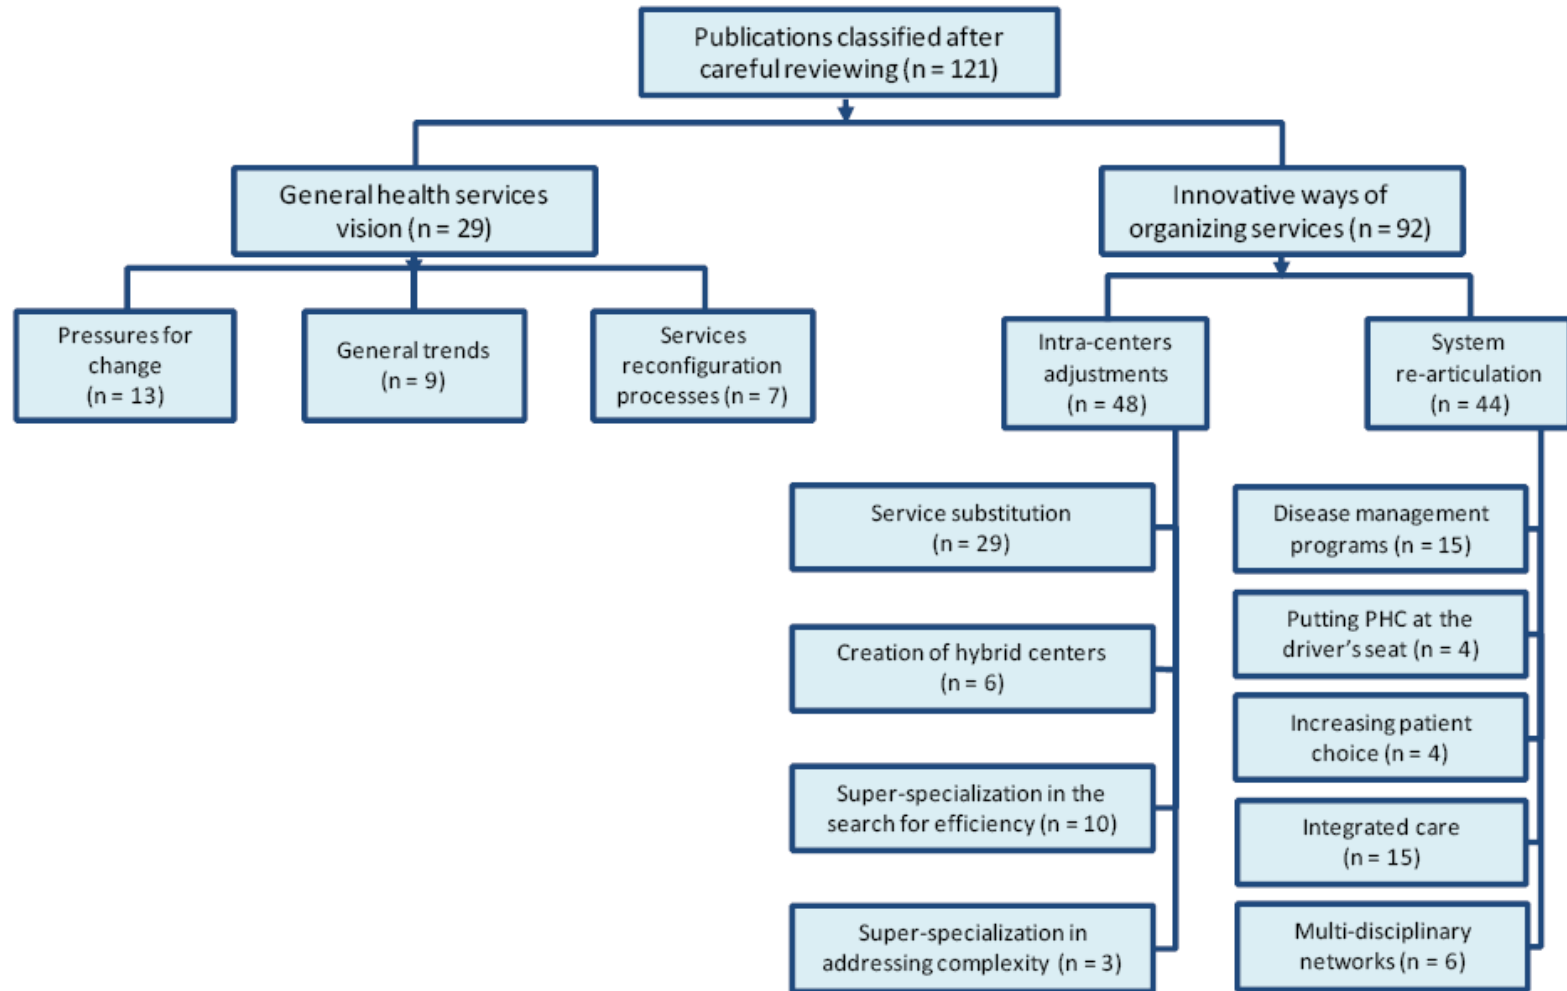 Publications classified after
careful reviewing (n = 121)
General health services
vision (n = 29)
Innovative ways of
organizing services (n = 92)
Pressures for
change
(n = 13)
General trends
(n = 9)
Services
reconfiguration
processes (n = 7)
Intra-centers
adjustments
(n = 48)
System
re-articulation
(n = 44)
Service substitution
(n = 29)
Creation of hybrid centers
(n = 6)
Super-specialization in the
search for efficiency (n = 10)
Super-specialization in
addressing complexity (n = 3)
Disease management
programs (n = 15)
Putting PHC at the
driver's seat (n = 4)
Increasing patient
choice (n = 4)
Integrated care
(n = 15)
Multi-disciplinary
networks (n = 6)